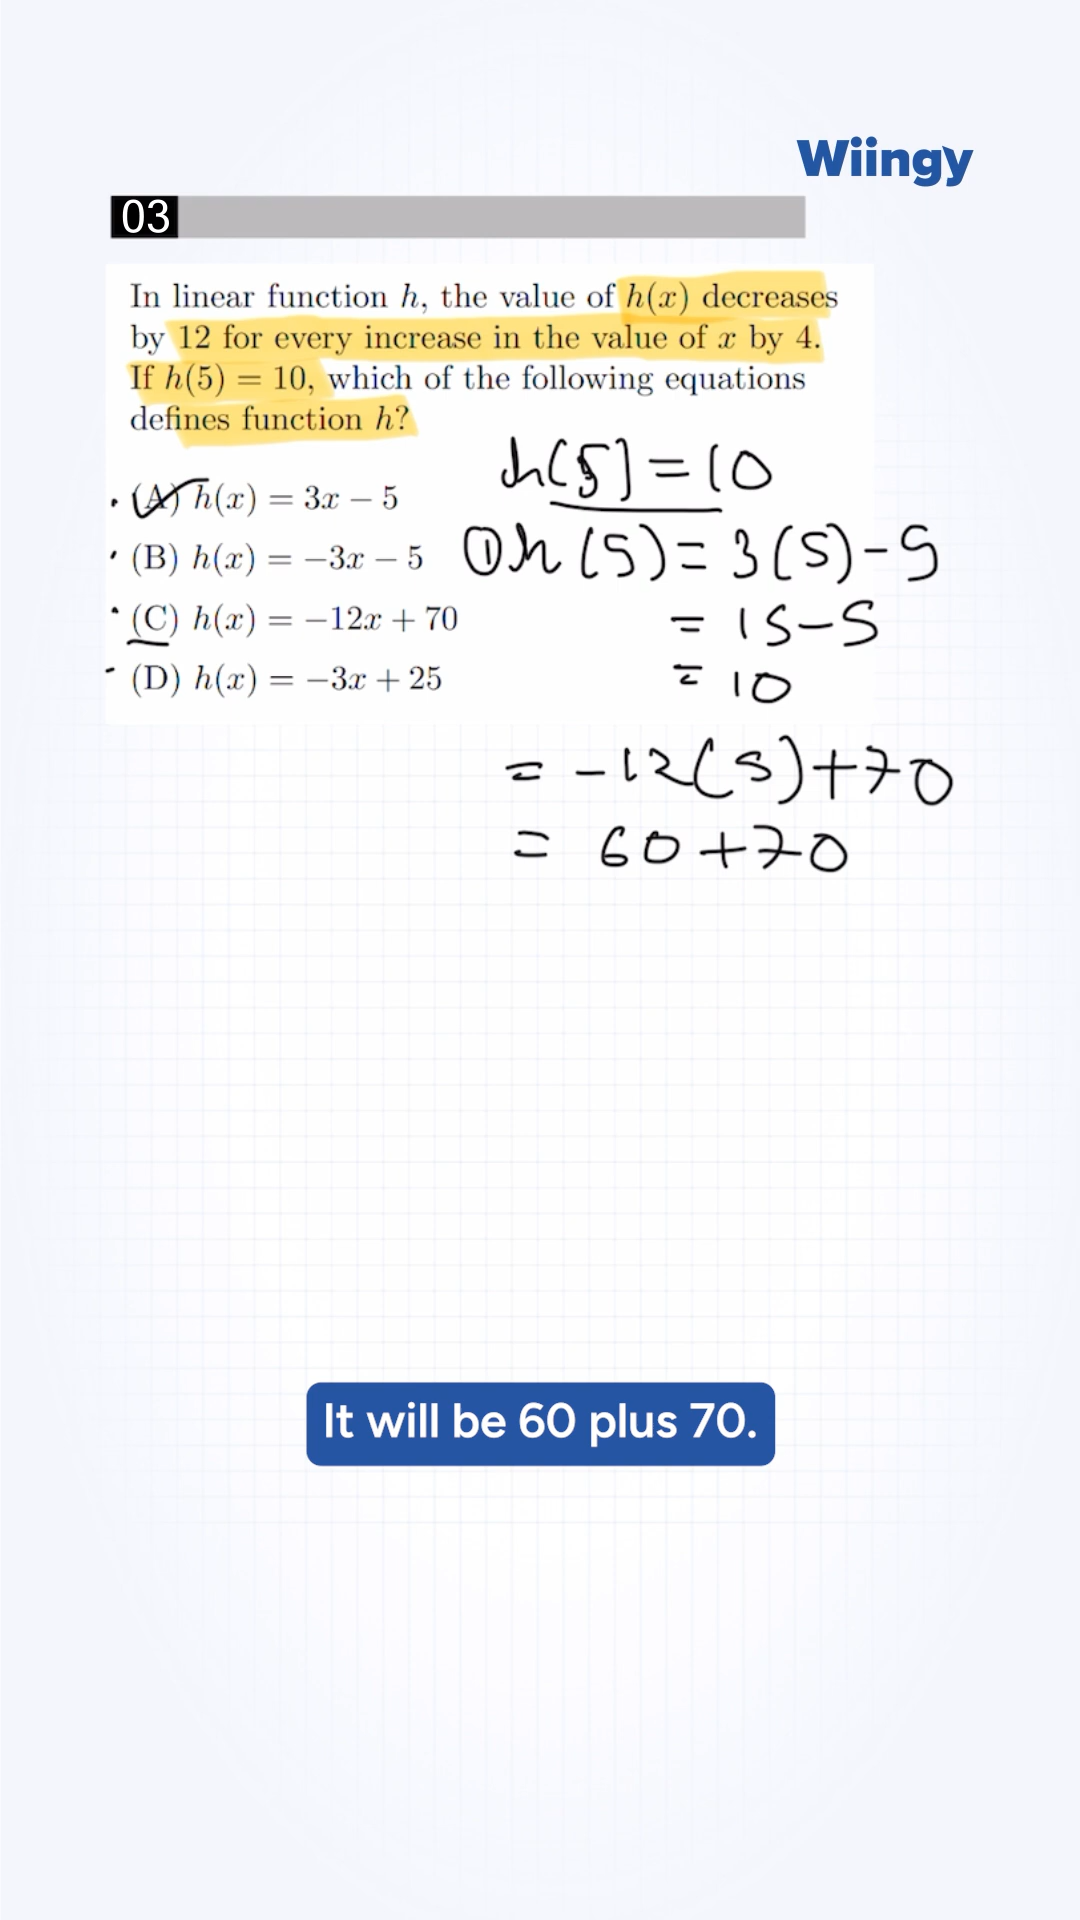 Wiingy
03
In linear function h, the value of h(x) decreases
by 12 for every increase in the value of x by 4.
If h(5) = 10, which of the following equations
defines function h?
(A) h(x) = 3x − 5
(B) h(x) = −3x − 5
(C) h(x) = −12x + 70
(D) h(x) = −3x + 25
h(5) = 10
① h(5) = 3(5) − 5
= 15 − 5
= 10
= −12(5) + 70
= 60 + 70
It will be 60 plus 70.